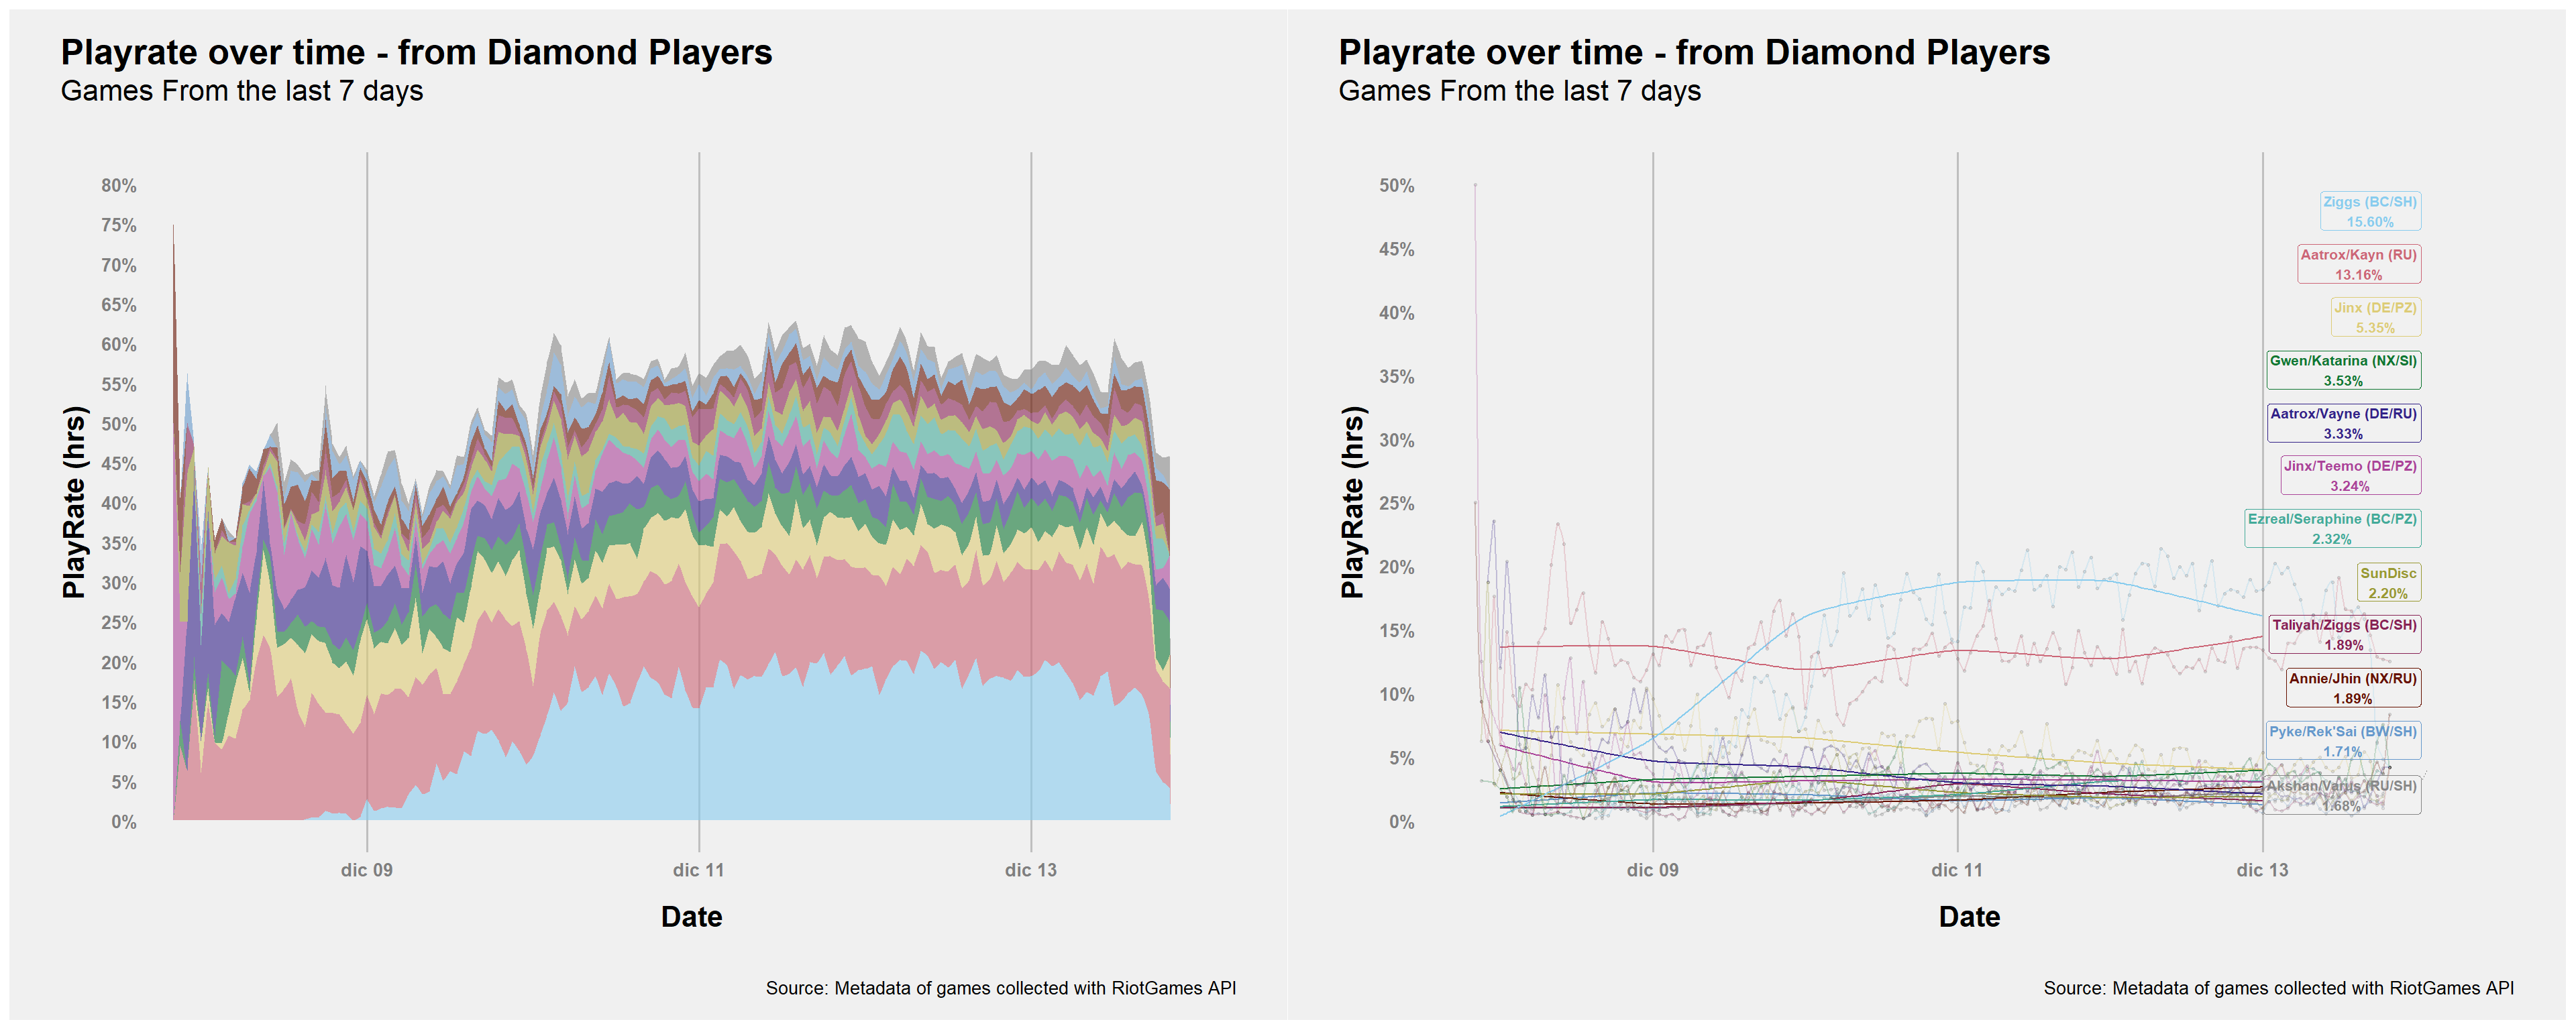 Playrate over time - from Diamond Players
Games From the last 7 days
80%
75%
70%
65%
60%
55%
50%
45%
40%
35%
30%
25%
20%
15%
10%
5%
0%
PlayRate (hrs)
dic 09
dic 11
dic 13
Date
Source: Metadata of games collected with RiotGames API
Playrate over time - from Diamond Players
Games From the last 7 days
50%
45%
40%
35%
30%
25%
20%
15%
10%
5%
0%
PlayRate (hrs)
Ziggs (BC/SH)
15.60%
Aatrox/Kayn (RU)
13.16%
Jinx (DE/PZ)
5.35%
Gwen/Katarina (NX/SI)
3.53%
Aatrox/Vayne (DE/RU)
3.33%
Jinx/Teemo (DE/PZ)
3.24%
Ezreal/Seraphine (BC/PZ)
2.32%
SunDisc
2.20%
Taliyah/Ziggs (BC/SH)
1.89%
Annie/Jhin (NX/RU)
1.89%
Pyke/Rek'Sai (BW/SH)
1.71%
Akshan/Varus (RU/SH)
1.68%
dic 09
dic 11
dic 13
Date
Source: Metadata of games collected with RiotGames API